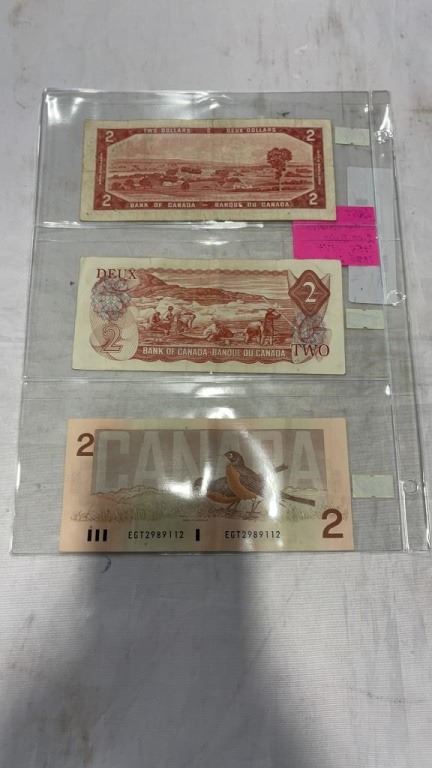 2 TWO DOLLARS DEUX DOLLARS 2
2 2
BANK OF CANADA - BANQUE DU CANADA
DEUX
2
2
TWO
BANK OF CANADA-BANQUE DU CANADA
2
CANADA
EGT2989112 EGT2989112
2